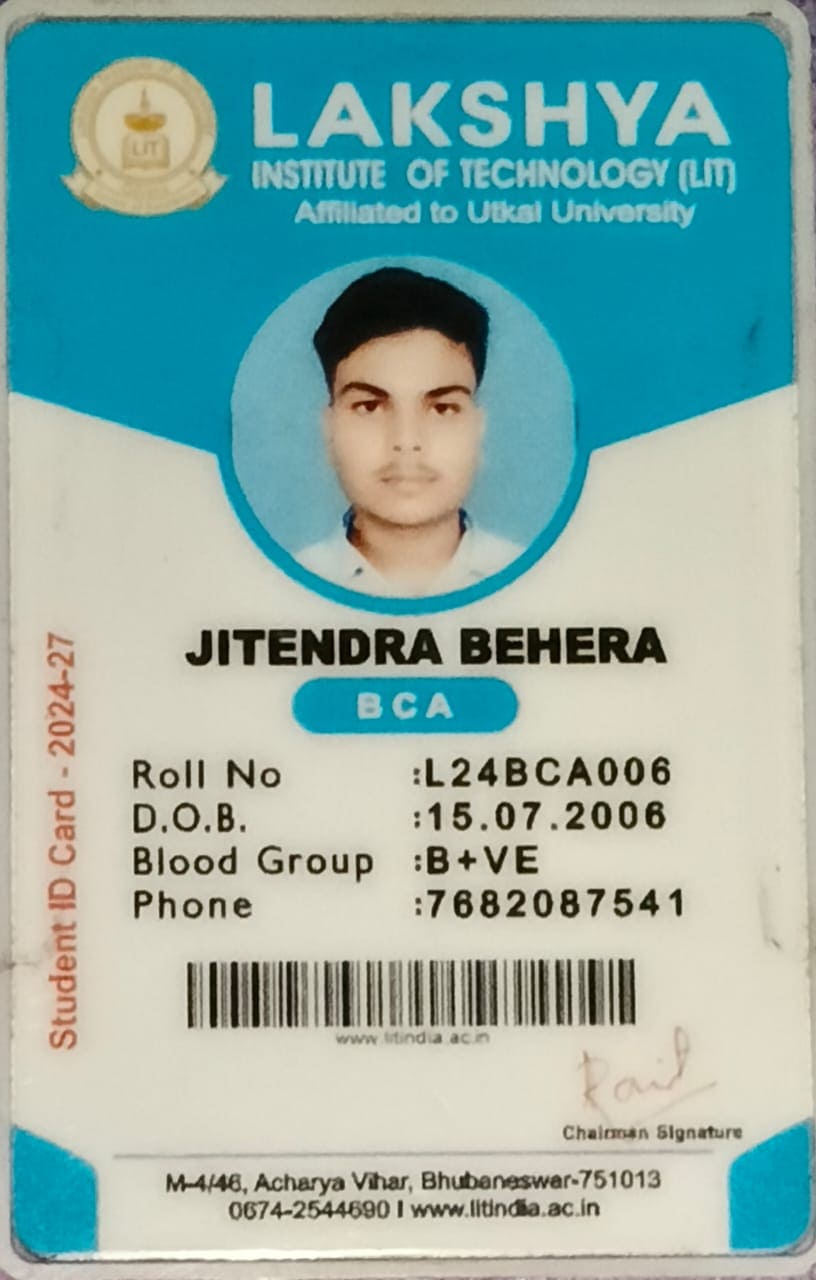 LIT
LAKSHYA
INSTITUTE OF TECHNOLOGY (LIT)
Affiliated to Utkal University
JITENDRA BEHERA
BCA
Roll No :L24BCA006
D.O.B. :15.07.2006
Blood Group :B+VE
Phone :7682087541
Student ID Card - 2024-27
www.litindia.ac.in
Chairman Signature
M-4/46, Acharya Vihar, Bhubaneswar-751013
0674-2544690 I www.litindia.ac.in